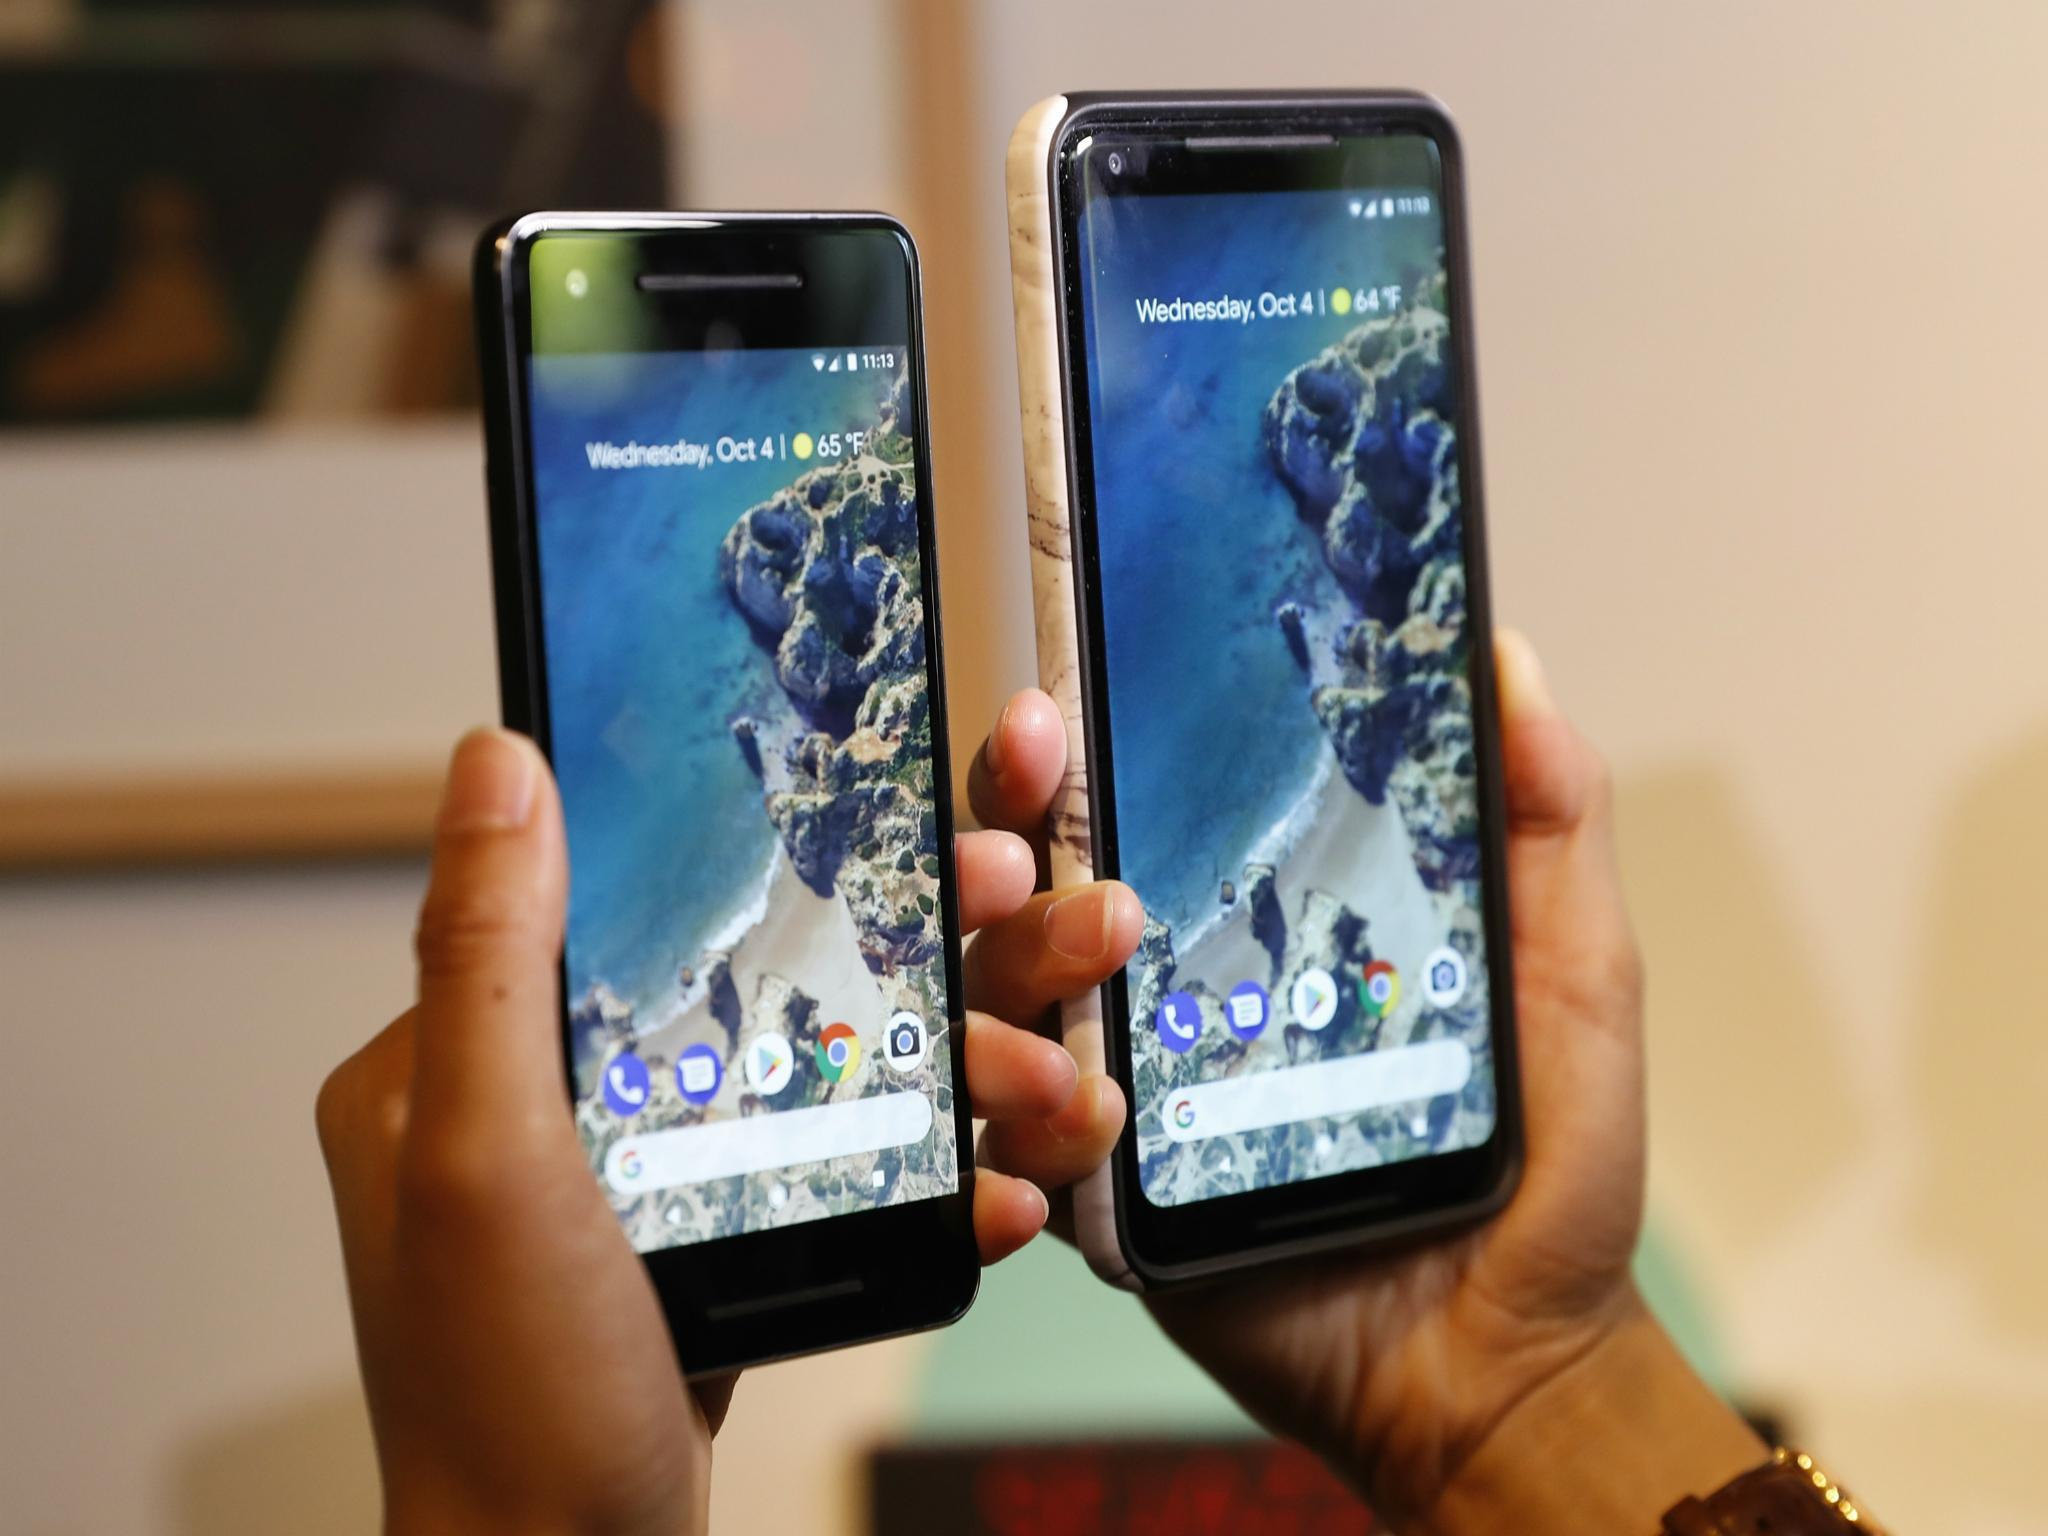 11:13
Wednesday, Oct 4 | 65 °F
G
11:13
Wednesday, Oct 4 | 64 °F
G